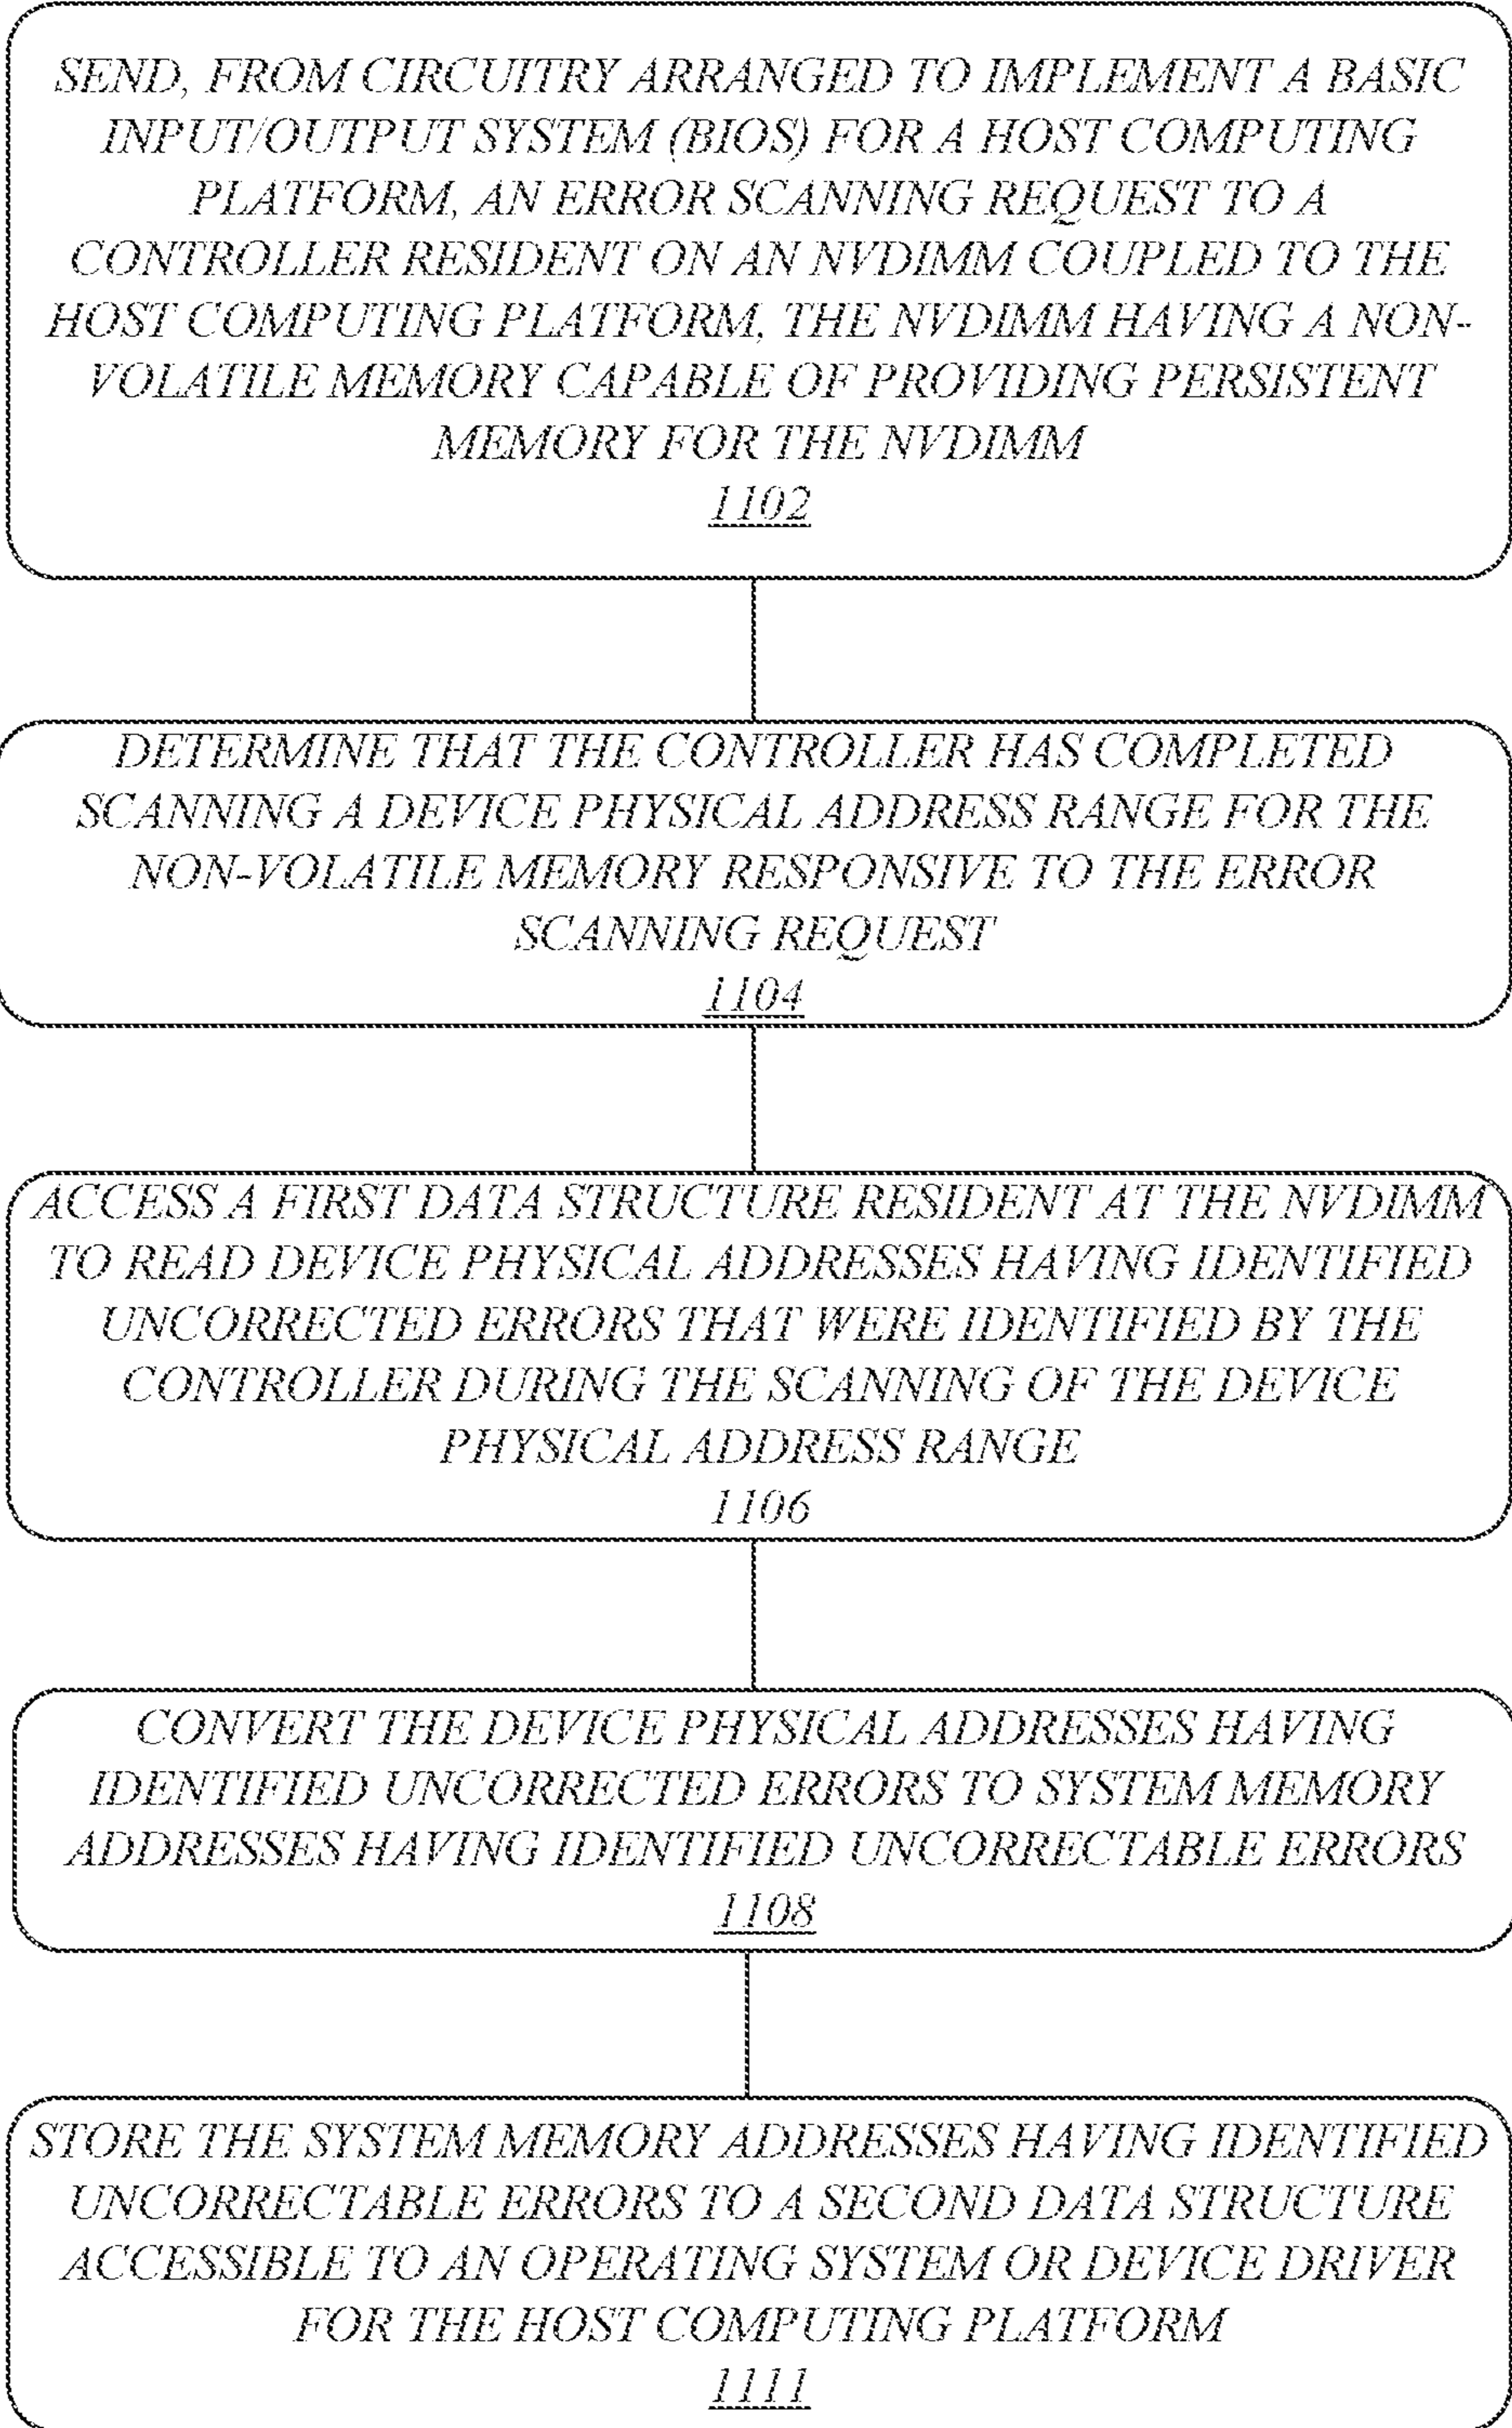 SEND, FROM CIRCUITRY ARRANGED TO IMPLEMENT A BASIC
INPUT/OUTPUT SYSTEM (BIOS) FOR A HOST COMPUTING
PLATFORM, AN ERROR SCANNING REQUEST TO A
CONTROLLER RESIDENT ON AN NVDIMM COUPLED TO THE
HOST COMPUTING PLATFORM, THE NVDIMM HAVING A NON-
VOLATILE MEMORY CAPABLE OF PROVIDING PERSISTENT
MEMORY FOR THE NVDIMM
1102
DETERMINE THAT THE CONTROLLER HAS COMPLETED
SCANNING A DEVICE PHYSICAL ADDRESS RANGE FOR THE
NON-VOLATILE MEMORY RESPONSIVE TO THE ERROR
SCANNING REQUEST
1104
ACCESS A FIRST DATA STRUCTURE RESIDENT AT THE NVDIMM
TO READ DEVICE PHYSICAL ADDRESSES HAVING IDENTIFIED
UNCORRECTED ERRORS THAT WERE IDENTIFIED BY THE
CONTROLLER DURING THE SCANNING OF THE DEVICE
PHYSICAL ADDRESS RANGE
1106
CONVERT THE DEVICE PHYSICAL ADDRESSES HAVING
IDENTIFIED UNCORRECTED ERRORS TO SYSTEM MEMORY
ADDRESSES HAVING IDENTIFIED UNCORRECTABLE ERRORS
1108
STORE THE SYSTEM MEMORY ADDRESSES HAVING IDENTIFIED
UNCORRECTABLE ERRORS TO A SECOND DATA STRUCTURE
ACCESSIBLE TO AN OPERATING SYSTEM OR DEVICE DRIVER
FOR THE HOST COMPUTING PLATFORM
1111